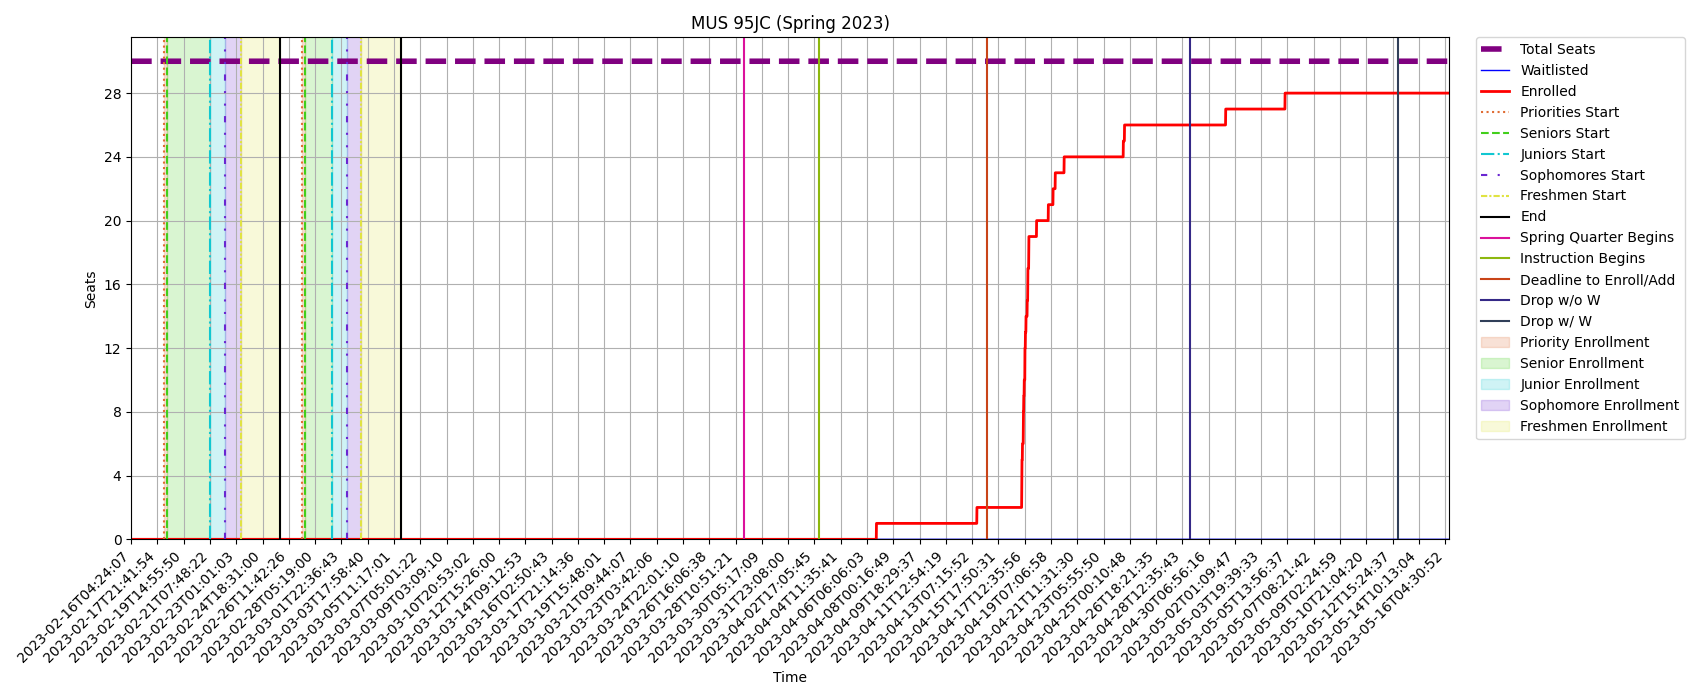 MUS 95JC (Spring 2023)
Seats
28
24
20
16
12
8
4
0
2023-02-16T04:24:07
2023-02-17T21:41:54
2023-02-19T14:55:50
2023-02-21T07:48:22
2023-02-23T01:01:03
2023-02-24T18:31:00
2023-02-26T11:42:26
2023-02-28T05:19:00
2023-03-01T22:36:43
2023-03-03T17:58:40
2023-03-05T11:17:01
2023-03-07T05:01:22
2023-03-09T03:09:10
2023-03-10T20:53:02
2023-03-12T15:26:00
2023-03-14T09:12:53
2023-03-16T02:50:43
2023-03-17T21:14:36
2023-03-19T15:48:01
2023-03-21T09:44:07
2023-03-23T03:42:06
2023-03-24T22:01:10
2023-03-26T16:06:38
2023-03-28T10:51:21
2023-03-30T05:17:09
2023-03-31T23:08:00
2023-04-02T17:05:45
2023-04-04T11:35:41
2023-04-06T06:06:03
2023-04-08T00:16:49
2023-04-09T18:29:37
2023-04-11T12:54:19
2023-04-13T07:15:52
2023-04-15T17:50:31
2023-04-17T12:35:56
2023-04-19T07:06:58
2023-04-21T11:31:30
2023-04-23T05:55:50
2023-04-25T00:10:48
2023-04-26T18:21:35
2023-04-28T12:35:43
2023-04-30T06:56:16
2023-05-02T01:09:47
2023-05-03T19:39:33
2023-05-05T13:56:37
2023-05-07T08:21:42
2023-05-09T02:24:59
2023-05-10T21:04:20
2023-05-12T15:24:37
2023-05-14T10:13:04
2023-05-16T04:30:52
Time
Total Seats
Waitlisted
Enrolled
Priorities Start
Seniors Start
Juniors Start
Sophomores Start
Freshmen Start
End
Spring Quarter Begins
Instruction Begins
Deadline to Enroll/Add
Drop w/o W
Drop w/ W
Priority Enrollment
Senior Enrollment
Junior Enrollment
Sophomore Enrollment
Freshmen Enrollment